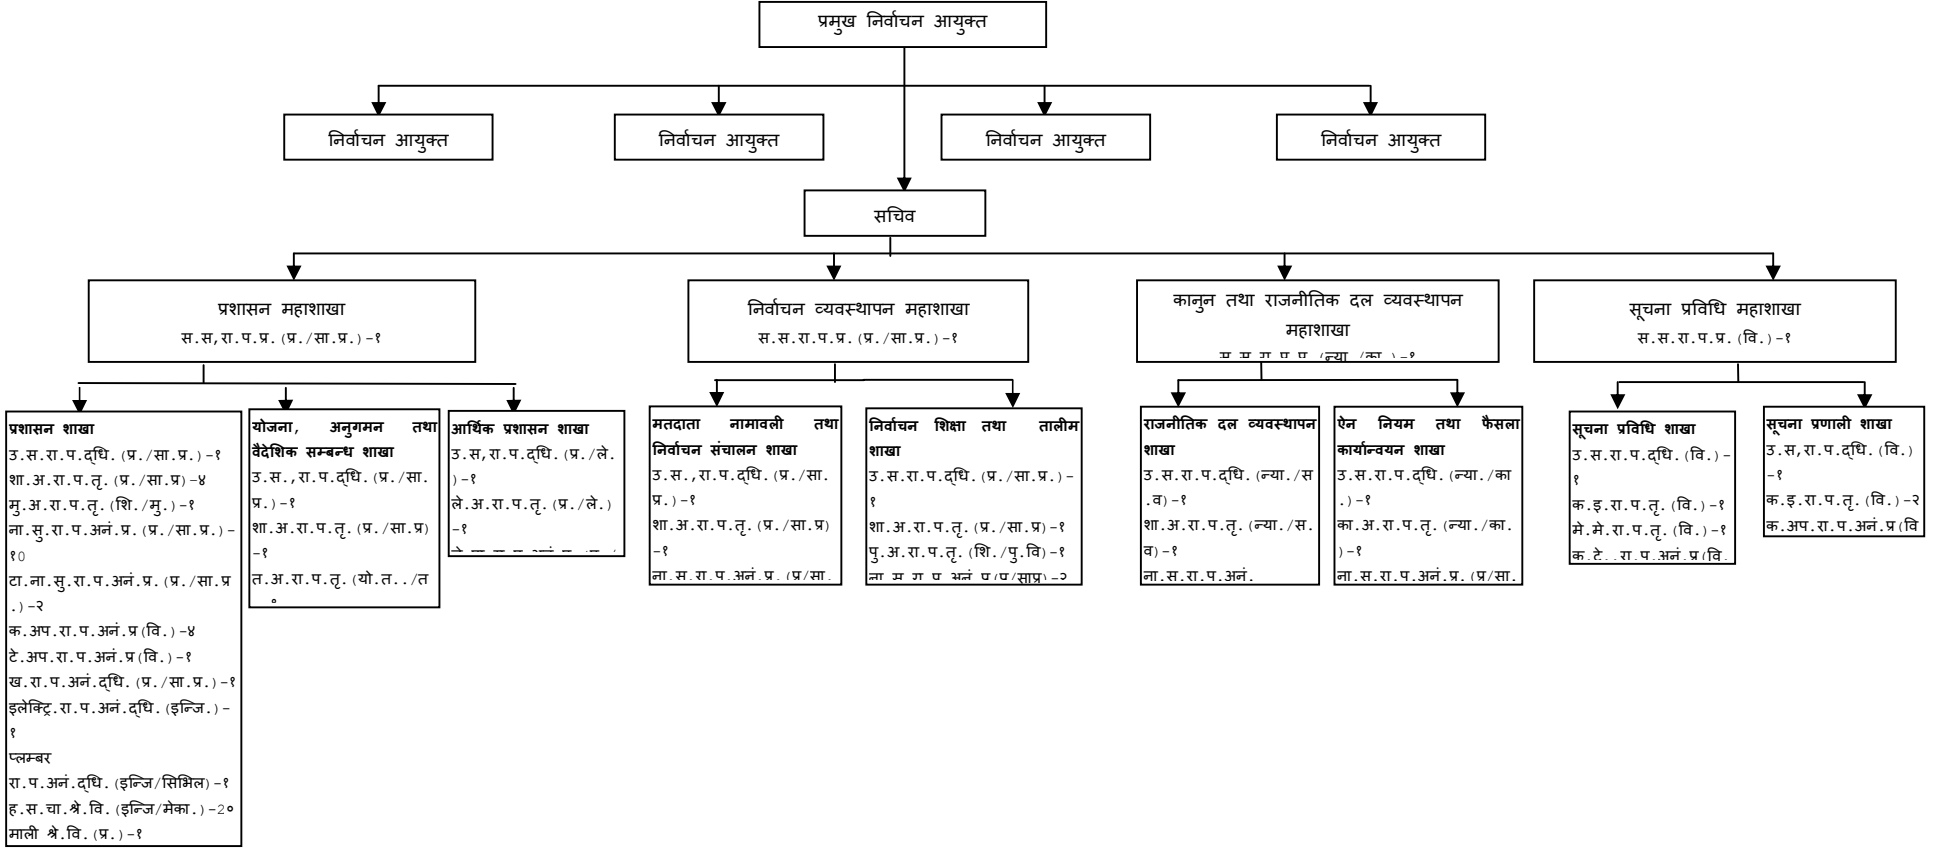 प्रमुख निर्वाचन आयुक्त
निर्वाचन आयुक्त
निर्वाचन आयुक्त
निर्वाचन आयुक्त
निर्वाचन आयुक्त
सचिव
प्रशासन महाशाखा
स.स,रा.प.प्र.(प्र./सा.प्र.)-१
निर्वाचन व्यवस्थापन महाशाखा
स.स.रा.प.प्र.(प्र./सा.प्र.)-१
कानुन तथा राजनीतिक दल व्यवस्थापन
महाशाखा
सूचना प्रविधि महाशाखा
स.स.रा.प.प्र.(वि.)-१
प्रशासन शाखा
उ.स.रा.प.द्धि.(प्र./सा.प्र.)-१
शा.अ.रा.प.तृ.(प्र./सा.प्र)-४
मु.अ.रा.प.तृ.(शि./मु.)-१
ना.सु.रा.प.अनं.प्र.(प्र./सा.प्र.)-
१0
टा.ना.सु.रा.प.अनं.प्र.(प्र./सा.प्र
.)-२
क.अप.रा.प.अनं.प्र(वि.)-४
टे.अप.रा.प.अनं.प्र(वि.)-१
ख.रा.प.अनं.द्धि.(प्र./सा.प्र.)-१
इलेक्ट्रि.रा.प.अनं.द्धि.(इन्जि.)-
१
प्लम्बर
रा.प.अनं.द्धि.(इन्जि/सिभिल)-१
ह.स.चा.श्रे.वि.(इन्जि/मेका.)-2०
माली श्रे.वि.(प्र.)-१
योजना, अनुगमन तथा
वैदेशिक सम्बन्ध शाखा
उ.स.,रा.प.द्धि.(प्र./सा.
प्र.)-१
शा.अ.रा.प.तृ.(प्र./सा.प्र)
-१
त.अ.रा.प.तृ.(यो.त../त
आर्थिक प्रशासन शाखा
उ.स,रा.प.द्धि.(प्र./ले.
)-१
ले.अ.रा.प.तृ.(प्र./ले.)
-१
मतदाता नामावली तथा
निर्वाचन संचालन शाखा
उ.स.,रा.प.द्धि.(प्र./सा.
प्र.)-१
शा.अ.रा.प.तृ.(प्र./सा.प्र)
-१
ना.स.रा.प.अनं.प्र.(प्र/सा.
निर्वाचन शिक्षा तथा तालीम
शाखा
उ.स.रा.प.द्धि.(प्र./सा.प्र.)-
१
शा.अ.रा.प.तृ.(प्र./सा.प्र)-१
पु.अ.रा.प.तृ.(शि./पु.वि)-१
राजनीतिक दल व्यवस्थापन
शाखा
उ.स.रा.प.द्धि.(न्या./स
.व)-१
शा.अ.रा.प.तृ.(न्या./स.
व)-१
ना.स.रा.प.अनं.
ऐन नियम तथा फैसला
कार्यान्वयन शाखा
उ.स.रा.प.द्धि.(न्या./का
.)-१
का.अ.रा.प.तृ.(न्या./का.
)-१
ना.स.रा.प.अनं.प्र.(प्र/सा.
सूचना प्रविधि शाखा
उ.स.रा.प.द्धि.(वि.)-
१
क.इ.रा.प.तृ.(वि.)-१
मे.मे.रा.प.तृ.(वि.)-१
क.टे..रा.प.अनं.प्र(वि.
सूचना प्रणाली शाखा
उ.स,रा.प.द्धि.(वि.)
-१
क.इ.रा.प.तृ.(वि.)-२
क.अप.रा.प.अनं.प्र(वि